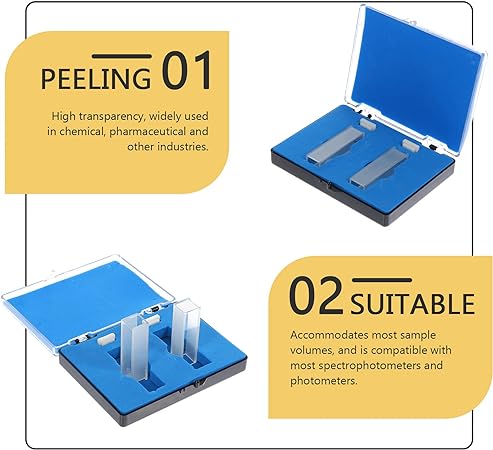 PEELING 01
High transparency, widely used
in chemical, pharmaceutical and
other industries.
02 SUITABLE
Accommodates most sample
volumes, and is compatible with
most spectrophotometers and
photometers.